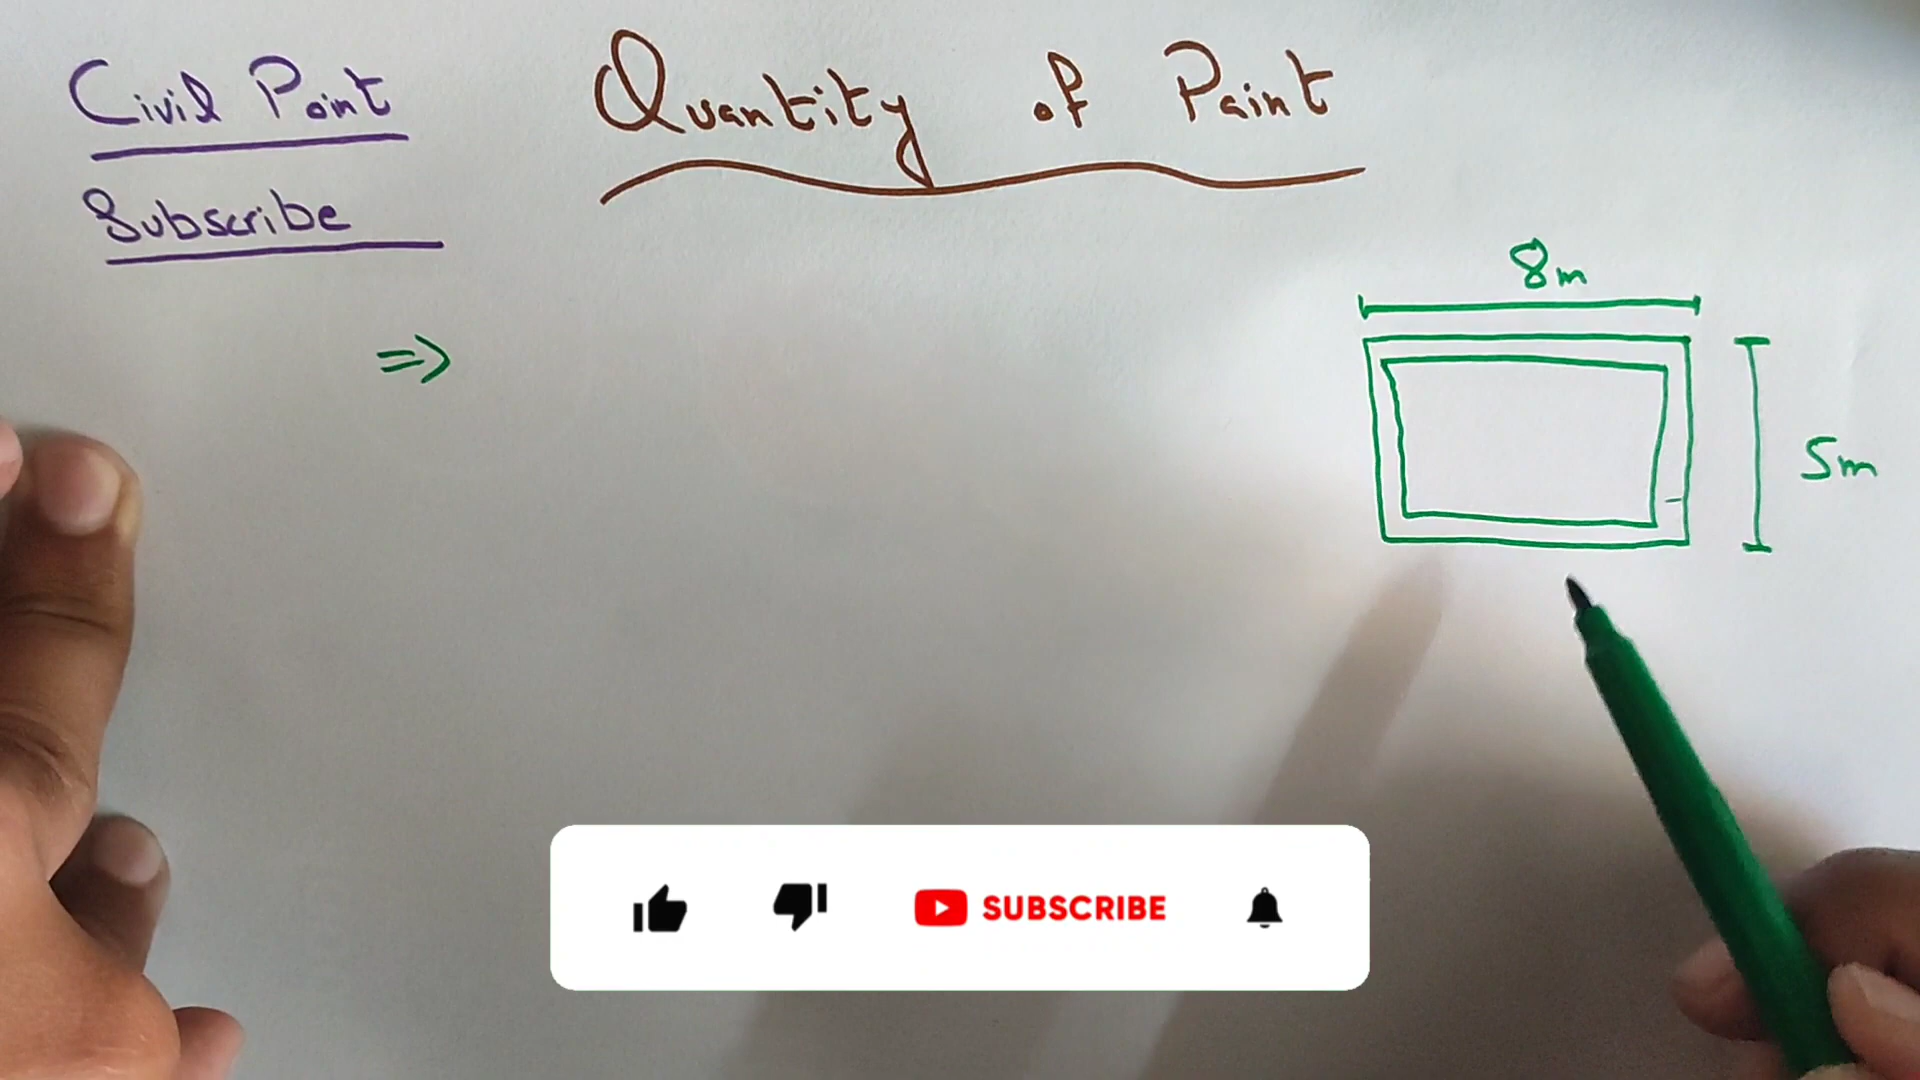 Civil Point
Quantity of Paint
Subscribe
8m
=>
5m
SUBSCRIBE